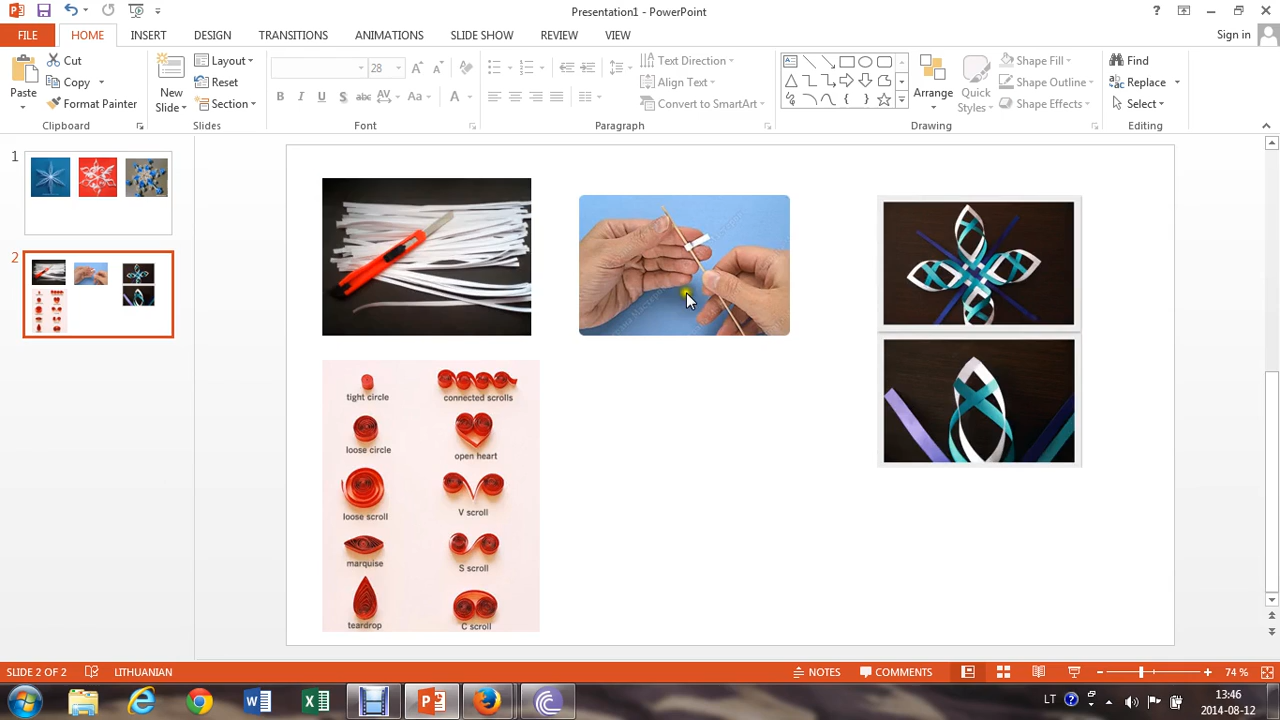 Presentation1 - PowerPoint
?
FILE
HOME
INSERT
DESIGN
TRANSITIONS
ANIMATIONS
SLIDE SHOW
REVIEW
VIEW
Sign in
Paste
Cut
Copy
Format Painter
Clipboard
New
Slide
Layout
Reset
Section
Slides
28
B I U S abc AV Aa A
Font
Text Direction
Align Text
Convert to SmartArt
Paragraph
Arrange
Quick
Styles
Shape Fill
Shape Outline
Shape Effects
Drawing
Find
Replace
Select
Editing
1
2
tight circle
connected scrolls
loose circle
open heart
loose scroll
V scroll
marquise
S scroll
teardrop
C scroll
SLIDE 2 OF 2
LITHUANIAN
NOTES
COMMENTS
74 %
LT
13:46
2014-08-12